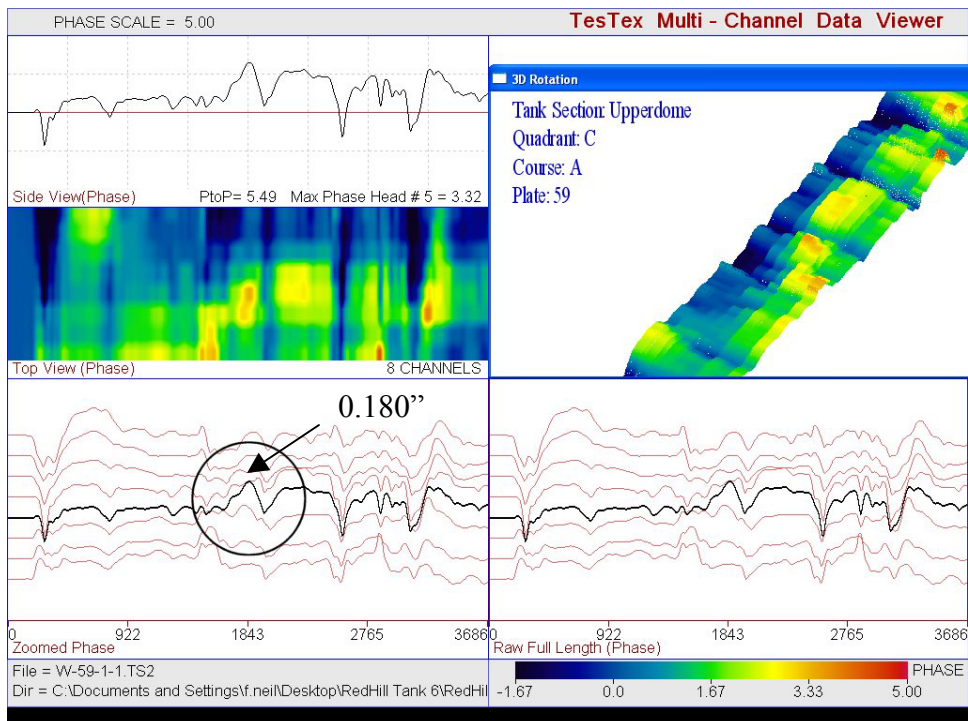 PHASE SCALE = 5.00
TesTex Multi - Channel Data Viewer
Side View(Phase) PtoP= 5.49 Max Phase Head # 5 = 3.32
3D Rotation
Tank Section: Upperdome
Quadrant: C
Course: A
Plate: 59
Top View (Phase) 8 CHANNELS
0.180”
0 922 1843 2765 3686
Zoomed Phase
0 922 1843 2765 3686
Raw Full Length (Phase)
File = W-59-1-1.TS2
Dir = C:\Documents and Settings\f.neil\Desktop\RedHill Tank 6\RedHil
PHASE
-1.67 0.0 1.67 3.33 5.00